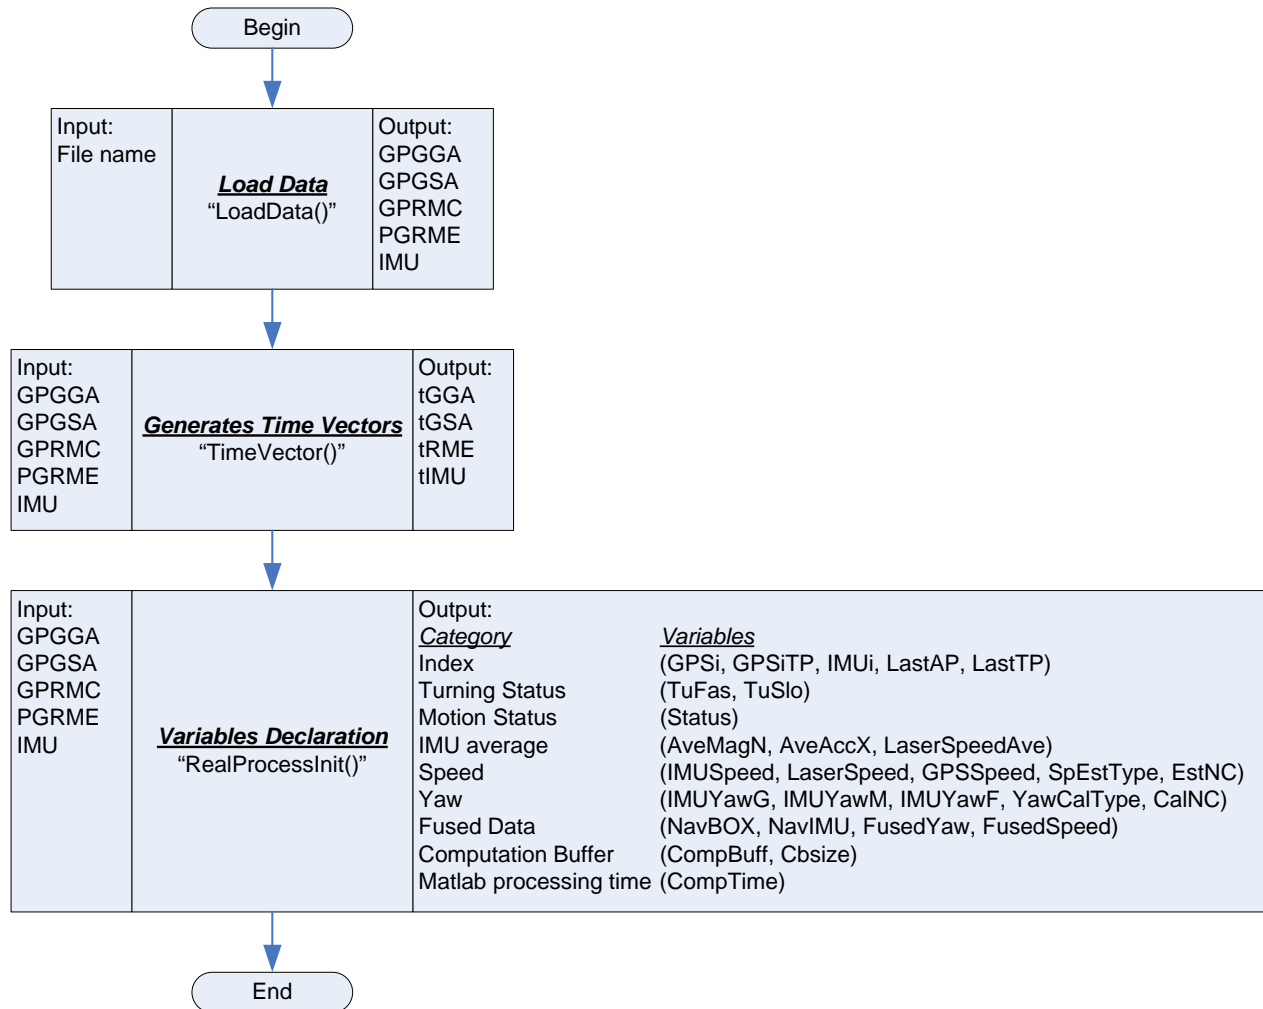 Begin
Input:
File name
Load Data
“LoadData()”
Output:
GPGGA
GPGSA
GPRMC
PGRME
IMU
Input:
GPGGA
GPGSA
GPRMC
PGRME
IMU
Generates Time Vectors
“TimeVector()”
Output:
tGGA
tGSA
tRME
tIMU
Input:
GPGGA
GPGSA
GPRMC
PGRME
IMU
Variables Declaration
“RealProcessInit()”
Output:
Category Variables
Index (GPSi, GPSiTP, IMUi, LastAP, LastTP)
Turning Status (TuFas, TuSlo)
Motion Status (Status)
IMU average (AveMagN, AveAccX, LaserSpeedAve)
Speed (IMUSpeed, LaserSpeed, GPSSpeed, SpEstType, EstNC)
Yaw (IMUYawG, IMUYawM, IMUYawF, YawCalType, CalNC)
Fused Data (NavBOX, NavIMU, FusedYaw, FusedSpeed)
Computation Buffer (CompBuff, Cbsize)
Matlab processing time (CompTime)
End